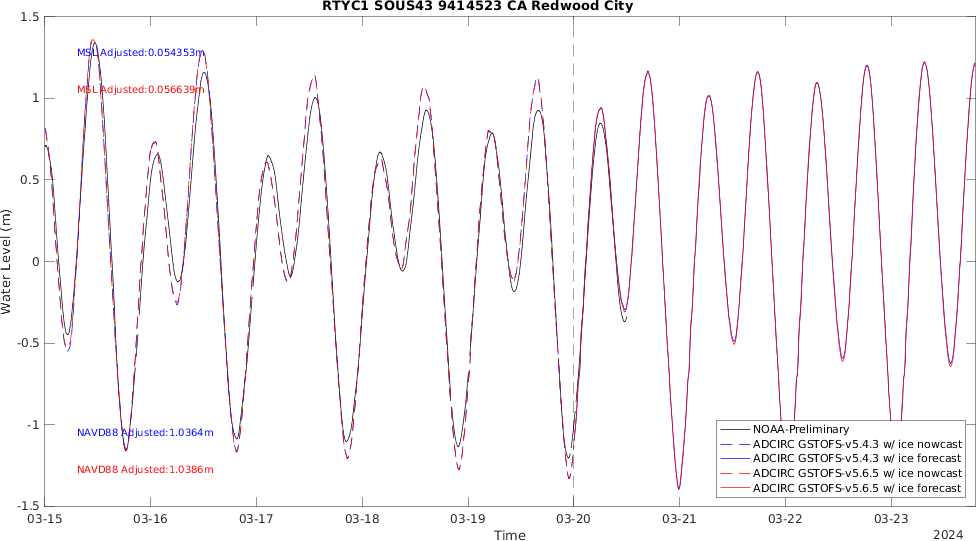 RTYC1 SOUS43 9414523 CA Redwood City
1.5
1
0.5
0
-0.5
-1
-1.5
Water Level (m)
MSL Adjusted:0.054353m
MSL Adjusted:0.056639m
NAVD88 Adjusted:1.0364m
NAVD88 Adjusted:1.0386m
NOAA-Preliminary
ADCIRC GSTOFS-v5.4.3 w/ ice nowcast
ADCIRC GSTOFS-v5.4.3 w/ ice forecast
ADCIRC GSTOFS-v5.6.5 w/ ice nowcast
ADCIRC GSTOFS-v5.6.5 w/ ice forecast
03-15 03-16 03-17 03-18 03-19 03-20 03-21 03-22 03-23
Time
2024